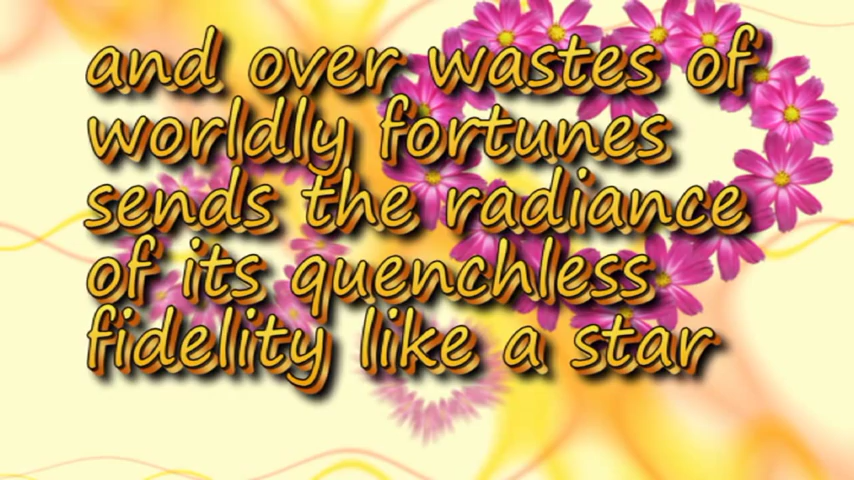 and over wastes of
worldly fortunes
sends the radiance
of its quenchless
fidelity like a star